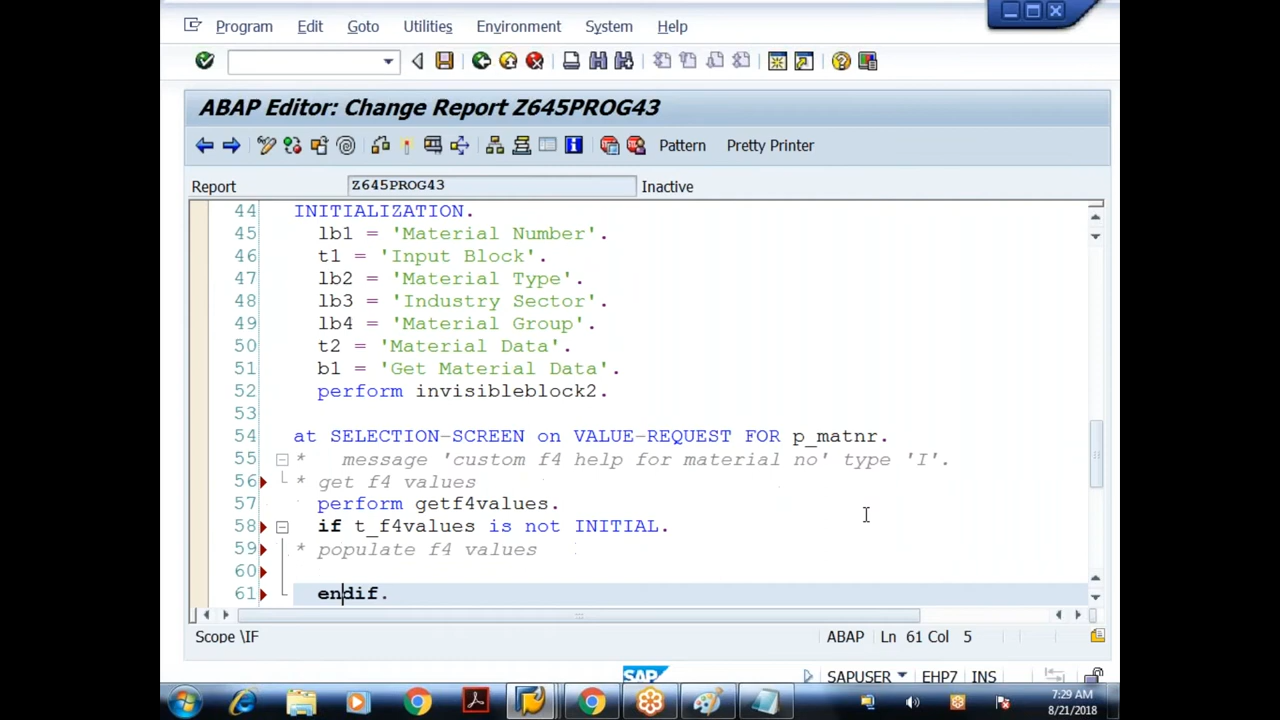 Program Edit Goto Utilities Environment System Help
ABAP Editor: Change Report Z645PROG43
Pattern Pretty Printer
Report Z645PROG43 Inactive
44 INITIALIZATION.
45 lb1 = 'Material Number'.
46 t1 = 'Input Block'.
47 lb2 = 'Material Type'.
48 lb3 = 'Industry Sector'.
49 lb4 = 'Material Group'.
50 t2 = 'Material Data'.
51 b1 = 'Get Material Data'.
52 perform invisibleblock2.
53
54 at SELECTION-SCREEN on VALUE-REQUEST FOR p_matnr.
55 * message 'custom f4 help for material no' type 'I'.
56 * get f4 values
57 perform getf4values.
58 if t_f4values is not INITIAL.
59 * populate f4 values
60
61 endif.
Scope \IF ABAP Ln 61 Col 5
SAP SAPUSER EHP7 INS
7:29 AM
8/21/2018